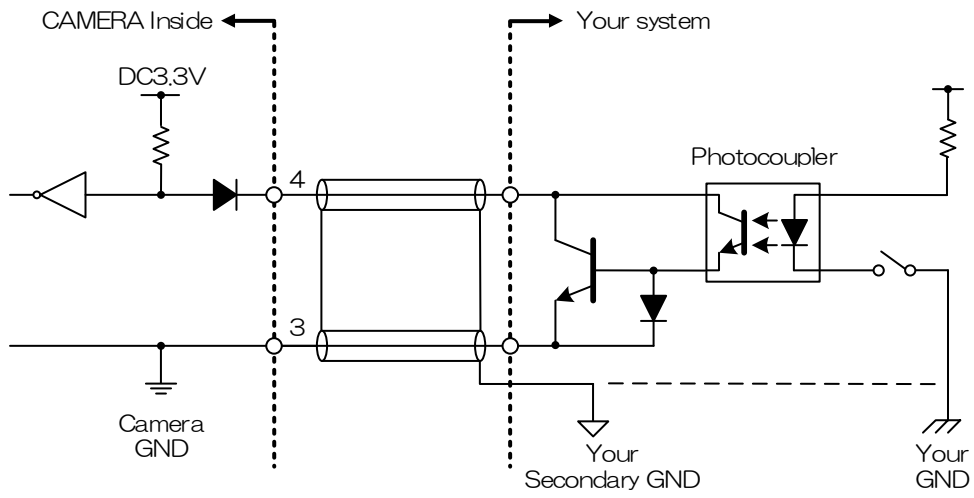 CAMERA Inside
Your system
DC3.3V
Photocoupler
4
3
Camera
GND
Your
Secondary GND
Your
GND